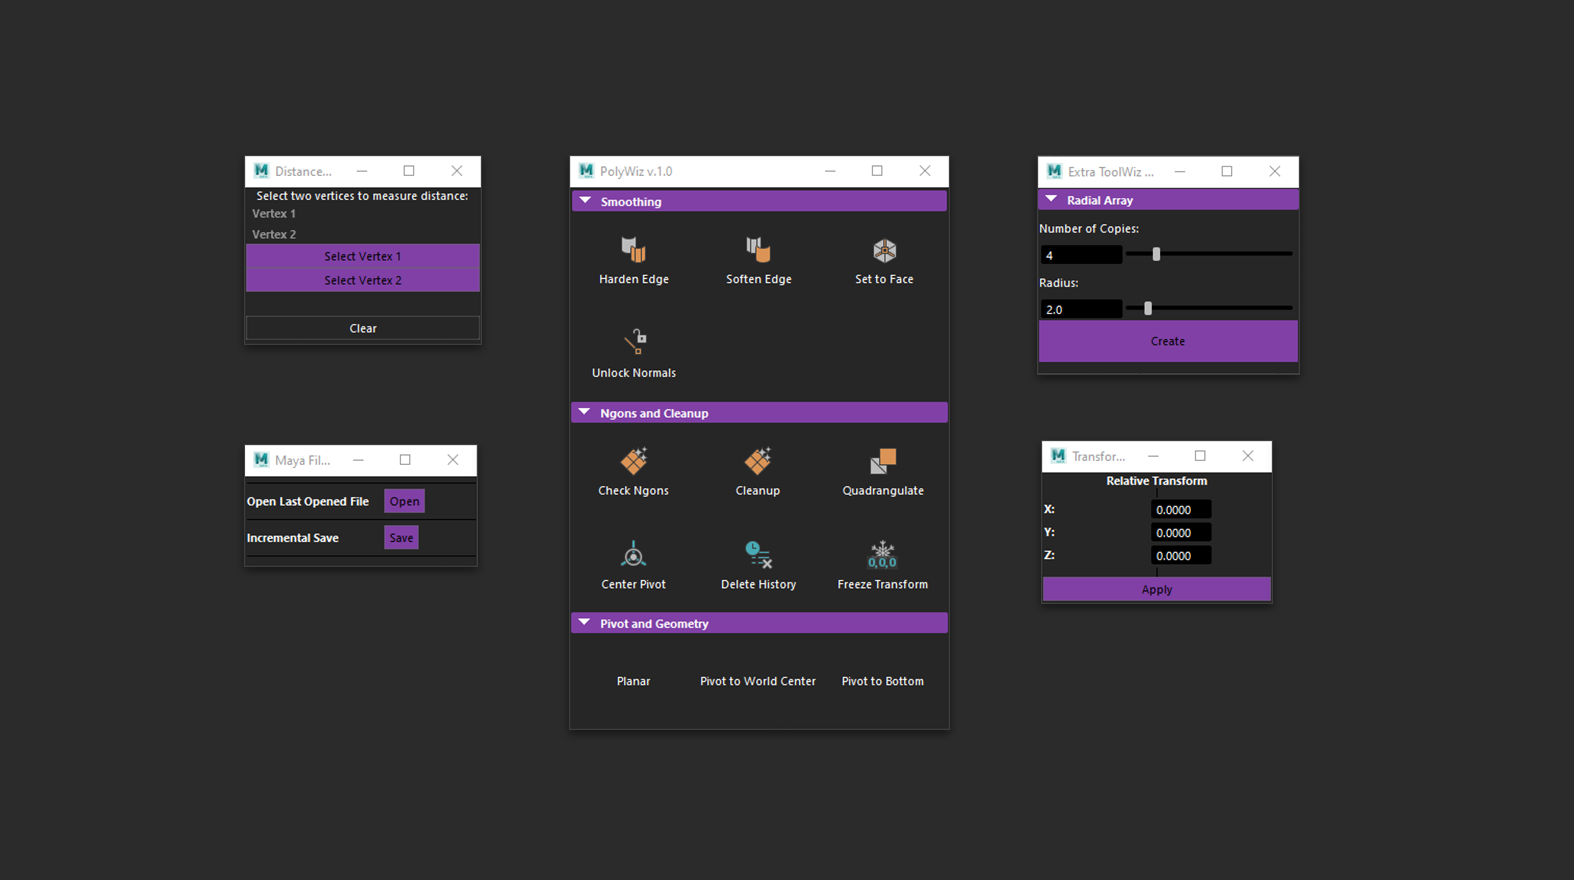 Distance...
Select two vertices to measure distance:
Vertex 1
Vertex 2
Select Vertex 1
Select Vertex 2
Clear
Maya Fil...
Open Last Opened File
Open
Incremental Save
Save
PolyWiz v.1.0
Smoothing
Harden Edge
Soften Edge
Set to Face
Unlock Normals
Ngons and Cleanup
Check Ngons
Cleanup
Quadrangulate
0,0,0
Center Pivot
Delete History
Freeze Transform
Pivot and Geometry
Planar
Pivot to World Center
Pivot to Bottom
Extra ToolWiz ...
Radial Array
Number of Copies:
4
Radius:
2.0
Create
Transfor...
Relative Transform
X:
0.0000
Y:
0.0000
Z:
0.0000
Apply